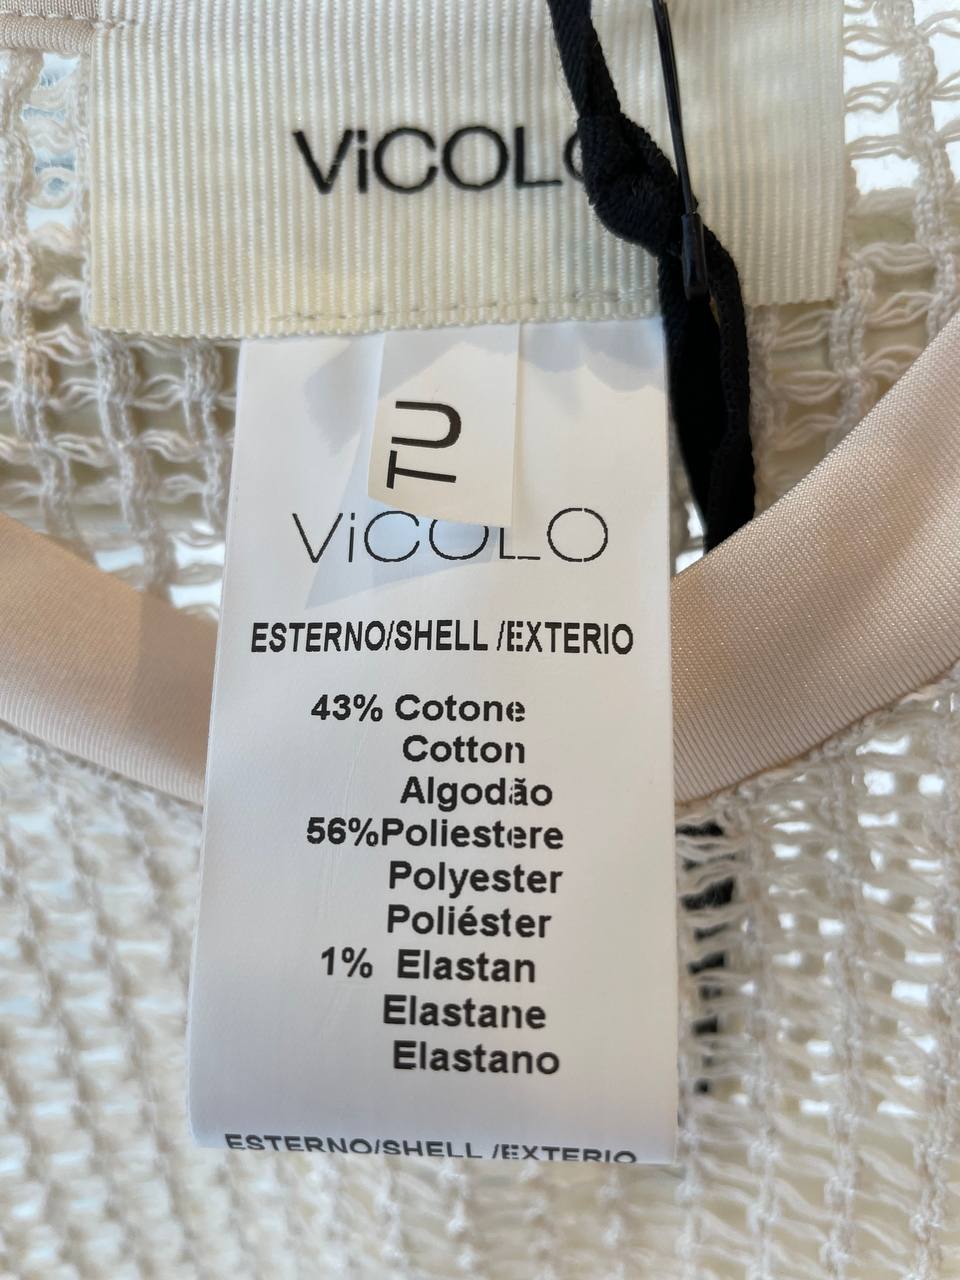 ViCOLO
TU
ViCOLO
ESTERNO/SHELL /EXTERIO
43% Cotone
Cotton
Algodão
56%Poliestere
Polyester
Poliéster
1% Elastan
Elastane
Elastano
ESTERNO/SHELL /EXTERIO